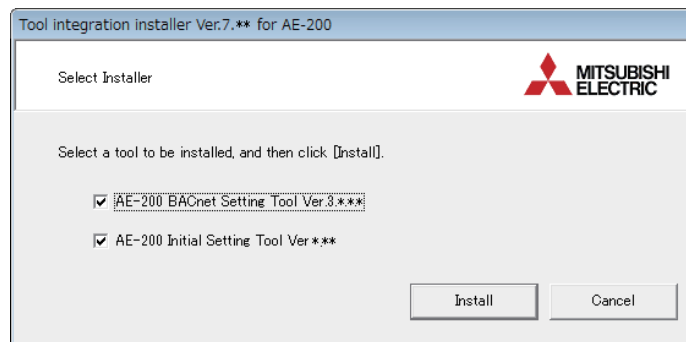 Tool integration installer Ver.7.** for AE-200
Select Installer
MITSUBISHI
ELECTRIC
Select a tool to be installed, and then click [Install].
AE-200 BACnet Setting Tool Ver.3.*.**
AE-200 Initial Setting Tool Ver*.**
Install
Cancel